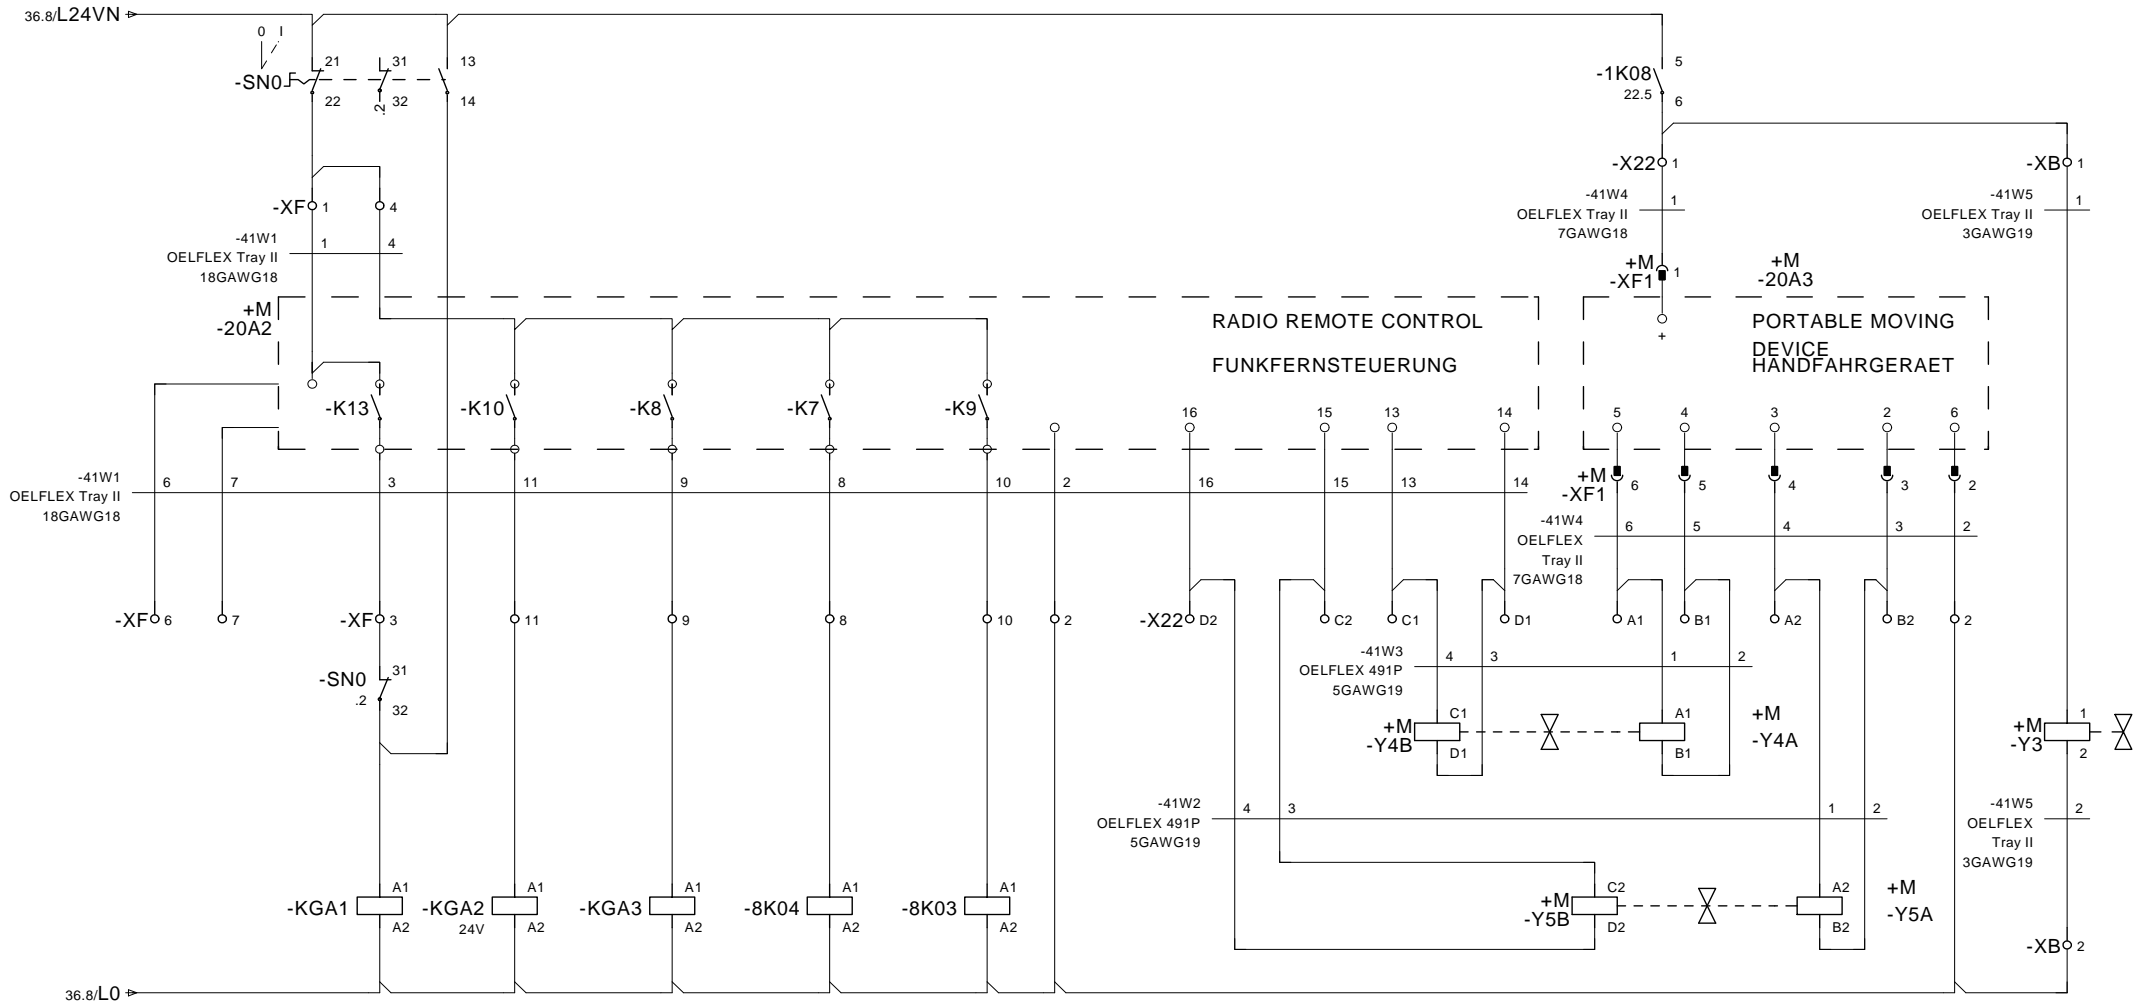 36.8/L24VN
0 I
-SN0
21
22
31
32
.2
13
14
-1K08
22.5
5
6
-XF 1
4
-X22 1
-XB 1
-41W1
OELFLEX Tray II
18GAWG18
1
4
-41W4
OELFLEX Tray II
7GAWG18
1
-41W5
OELFLEX Tray II
3GAWG19
1
+M
-XF1
1
+M
-20A3
+M
-20A2
RADIO REMOTE CONTROL
FUNKFERNSTEUERUNG
+
PORTABLE MOVING
DEVICE
HANDFAHRGERAET
-K13
-K10
-K8
-K7
-K9
16
15
13
14
5
4
3
2
6
-41W1
OELFLEX Tray II
18GAWG18
6
7
3
11
9
8
10
2
16
15
13
14
+M
-XF1
6
5
4
3
2
-41W4
OELFLEX
Tray II
7GAWG18
6
5
4
3
2
-XF 6
7
-XF 3
11
9
8
10
2
-X22 D2
C2
C1
D1
A1
B1
A2
B2
2
-SN0
.2
31
32
-41W3
OELFLEX 491P
5GAWG19
4
3
1
2
+M
-Y4B
C1
D1
A1
B1
+M
-Y4A
+M
-Y3
1
2
-41W2
OELFLEX 491P
5GAWG19
4
3
1
2
-41W5
OELFLEX
Tray II
3GAWG19
2
-KGA1
A1
A2
-KGA2
24V
A1
A2
-KGA3
A1
A2
-8K04
A1
A2
-8K03
A1
A2
+M
-Y5B
C2
D2
A2
B2
+M
-Y5A
-XB 2
36.8/L0